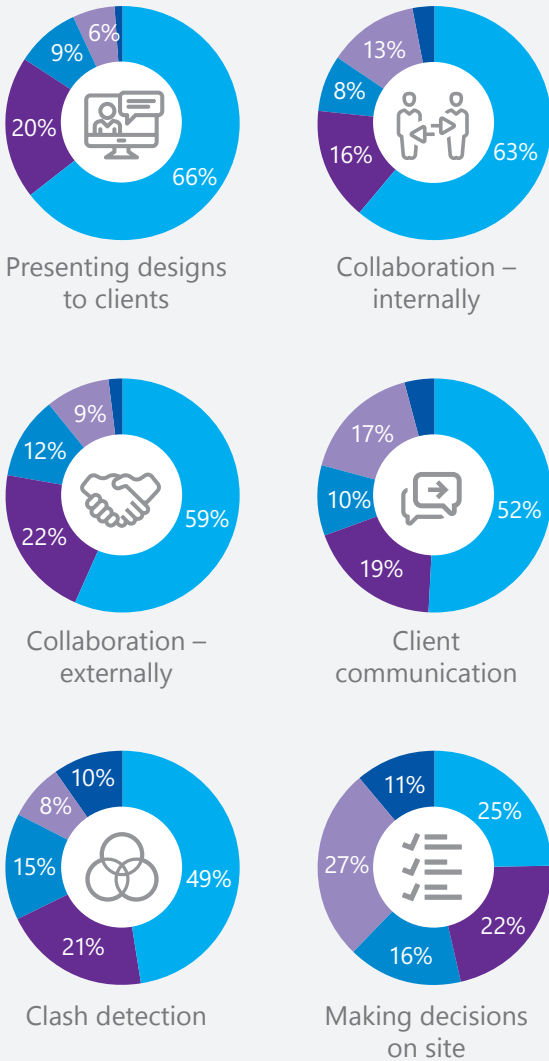 6%
9%
20%
66%
Presenting designs
to clients
13%
8%
16%
63%
Collaboration –
internally
9%
12%
22%
59%
Collaboration –
externally
17%
10%
19%
52%
Client
communication
10%
8%
15%
21%
49%
Clash detection
11%
25%
27%
22%
16%
Making decisions
on site